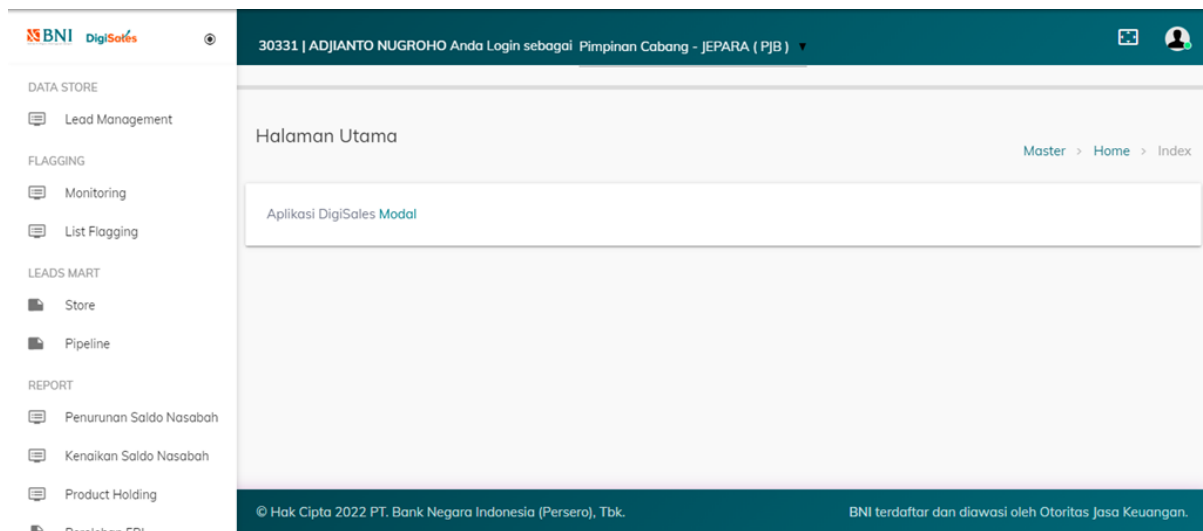 BNI DigiSales
DATA STORE
Lead Management
FLAGGING
Monitoring
List Flagging
LEADS MART
Store
Pipeline
REPORT
Penurunan Saldo Nasabah
Kenaikan Saldo Nasabah
Product Holding
30331 | ADJIANTO NUGROHO Anda Login sebagai Pimpinan Cabang - JEPARA ( PJB )
Halaman Utama
Master > Home > Index
Aplikasi DigiSales Modal
© Hak Cipta 2022 PT. Bank Negara Indonesia (Persero), Tbk.
BNI terdaftar dan diawasi oleh Otoritas Jasa Keuangan.